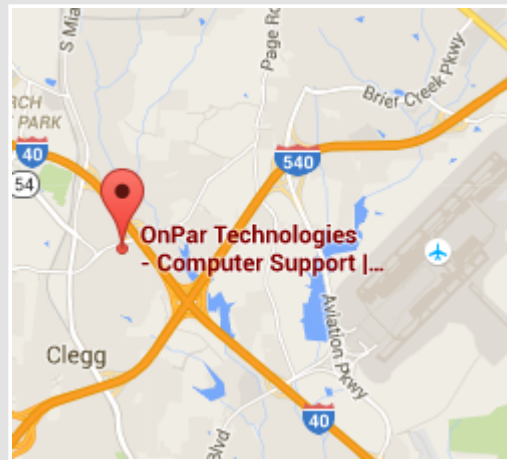 S Mia
Page Ro
Brier Creek Pkwy
RCH
PARK
40
540
54
OnPar Technologies
- Computer Support |...
Aviation Pkwy
Clegg
40
Blvd